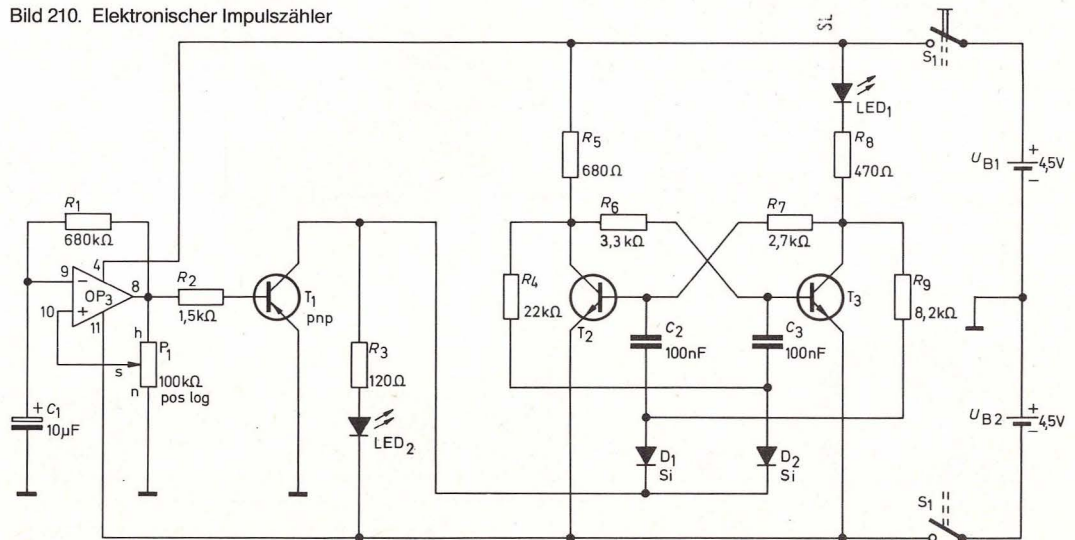 Bild 210. Elektronischer Impulszähler
SL
S1
LED1
R5
680Ω
R8
470Ω
UB1
+
4,5V
−
R1
680kΩ
R6
3,3kΩ
R7
2,7kΩ
9
−
4
OP3
8
10
+
11
R2
1,5kΩ
T1
pnp
R4
22kΩ
T2
T3
R9
8,2kΩ
h
P1
s
100kΩ
n
pos log
R3
120Ω
C2
100nF
C3
100nF
+
C1
10µF
LED2
UB2
+
4,5V
−
D1
Si
D2
Si
S1